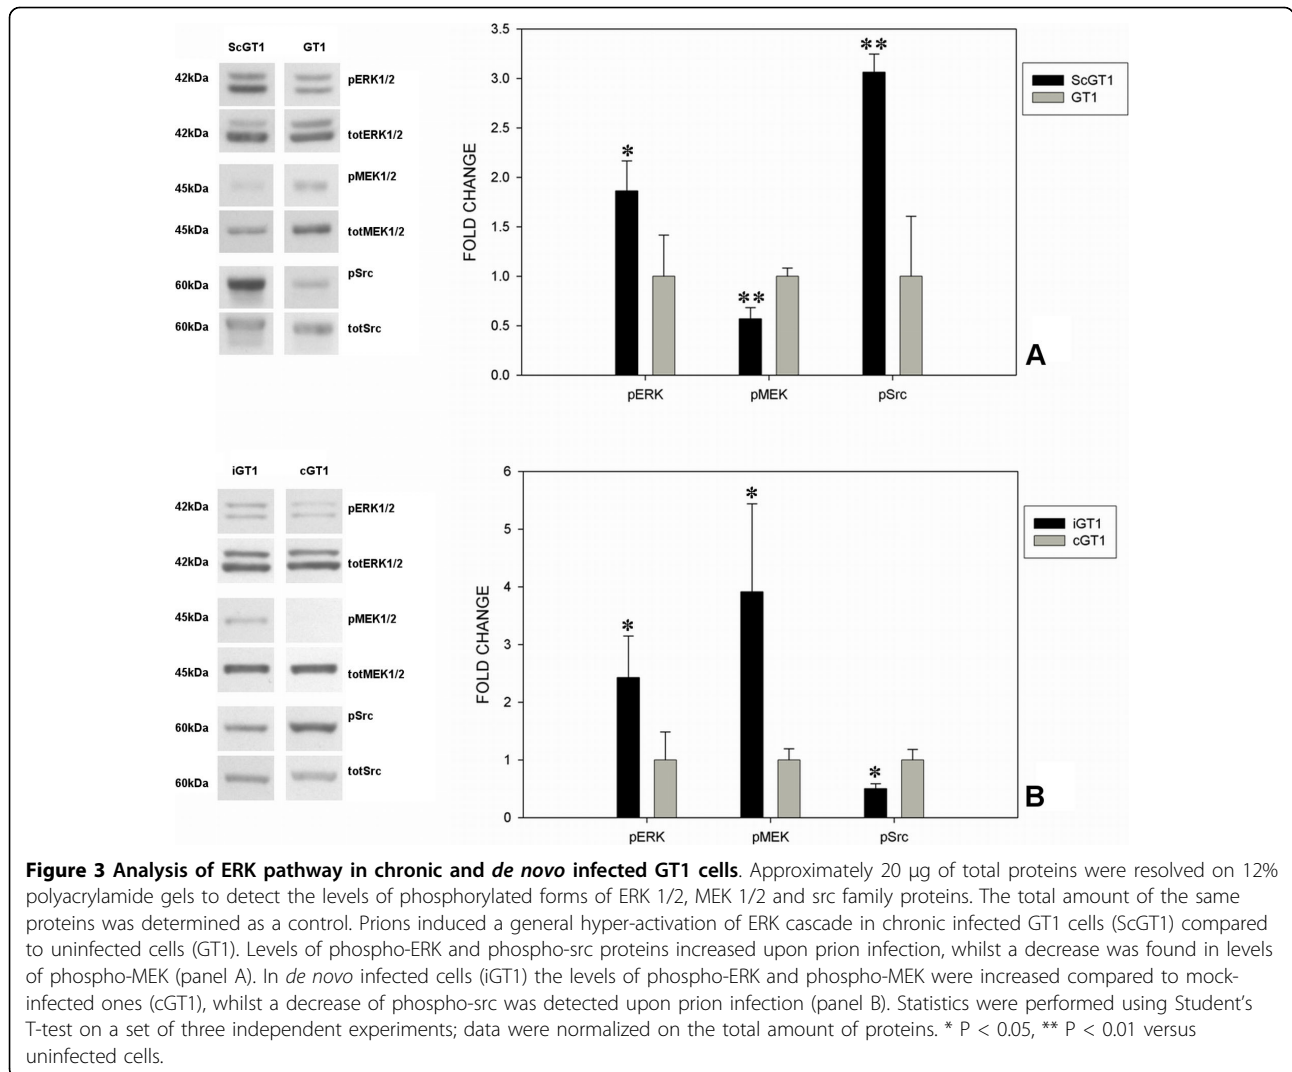 ScGT1 GT1
42kDa pERK1/2
42kDa totERK1/2
45kDa pMEK1/2
45kDa totMEK1/2
60kDa pSrc
60kDa totSrc
3.5
3.0
2.5
2.0
1.5
1.0
0.5
0.0
FOLD CHANGE
* ** **
pERK pMEK pSrc
ScGT1
GT1
A
iGT1 cGT1
42kDa pERK1/2
42kDa totERK1/2
45kDa pMEK1/2
45kDa totMEK1/2
60kDa pSrc
60kDa totSrc
6
5
4
3
2
1
0
FOLD CHANGE
* * *
pERK pMEK pSrc
iGT1
cGT1
B
Figure 3 Analysis of ERK pathway in chronic and de novo infected GT1 cells. Approximately 20 μg of total proteins were resolved on 12%
polyacrylamide gels to detect the levels of phosphorylated forms of ERK 1/2, MEK 1/2 and src family proteins. The total amount of the same
proteins was determined as a control. Prions induced a general hyper-activation of ERK cascade in chronic infected GT1 cells (ScGT1) compared
to uninfected cells (GT1). Levels of phospho-ERK and phospho-src proteins increased upon prion infection, whilst a decrease was found in levels
of phospho-MEK (panel A). In de novo infected cells (iGT1) the levels of phospho-ERK and phospho-MEK were increased compared to mock-
infected ones (cGT1), whilst a decrease of phospho-src was detected upon prion infection (panel B). Statistics were performed using Student’s
T-test on a set of three independent experiments; data were normalized on the total amount of proteins. * P < 0.05, ** P < 0.01 versus
uninfected cells.